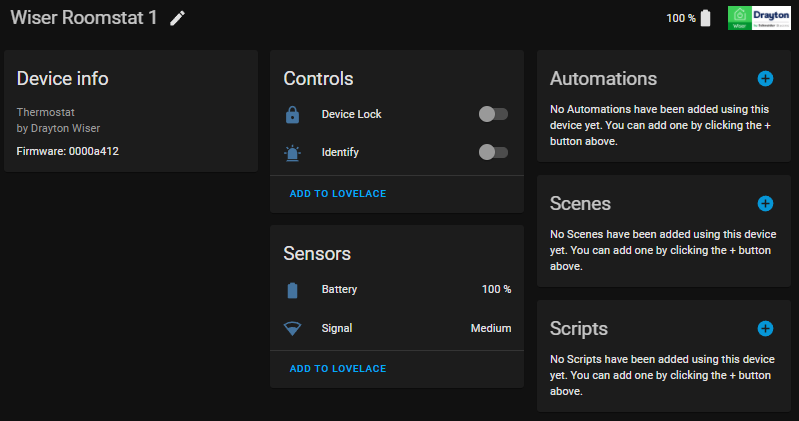 Wiser Roomstat 1
100 %
Wiser
Drayton
Device info
Thermostat
by Drayton Wiser
Firmware: 0000a412
Controls
Device Lock
Identify
ADD TO LOVELACE
Sensors
Battery 100 %
Signal Medium
ADD TO LOVELACE
Automations
No Automations have been added using this
device yet. You can add one by clicking the +
button above.
Scenes
No Scenes have been added using this device
yet. You can add one by clicking the + button
above.
Scripts
No Scripts have been added using this device
yet. You can add one by clicking the + button
above.